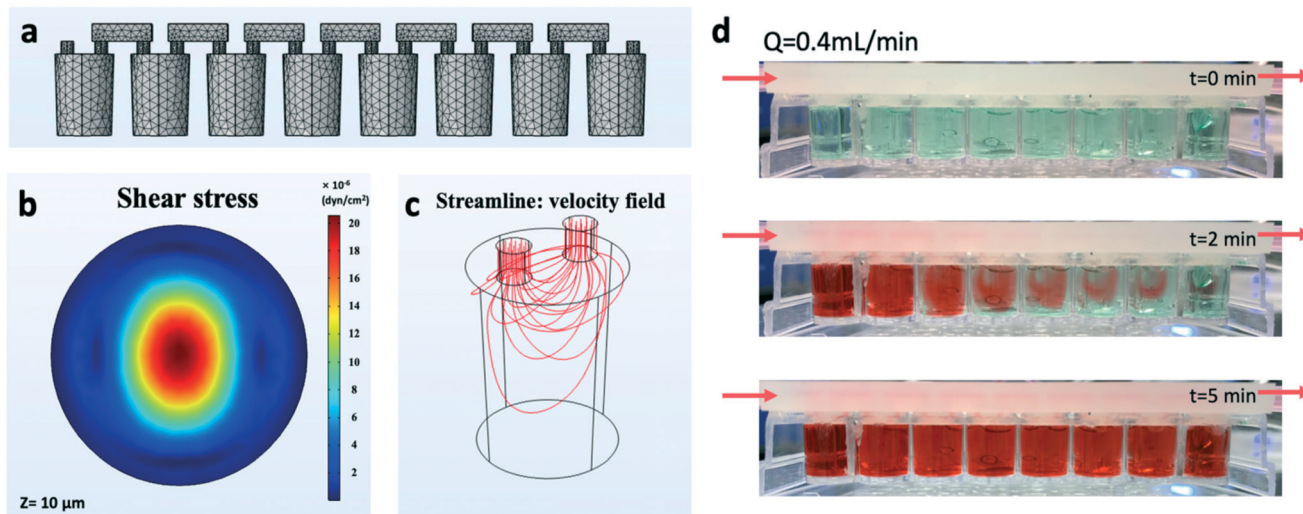 a
b
Shear stress
× 10⁻⁶
(dyn/cm²)
20
18
16
14
12
10
8
6
4
2
Z= 10 µm
c
Streamline: velocity field
d
Q=0.4mL/min
t=0 min
t=2 min
t=5 min